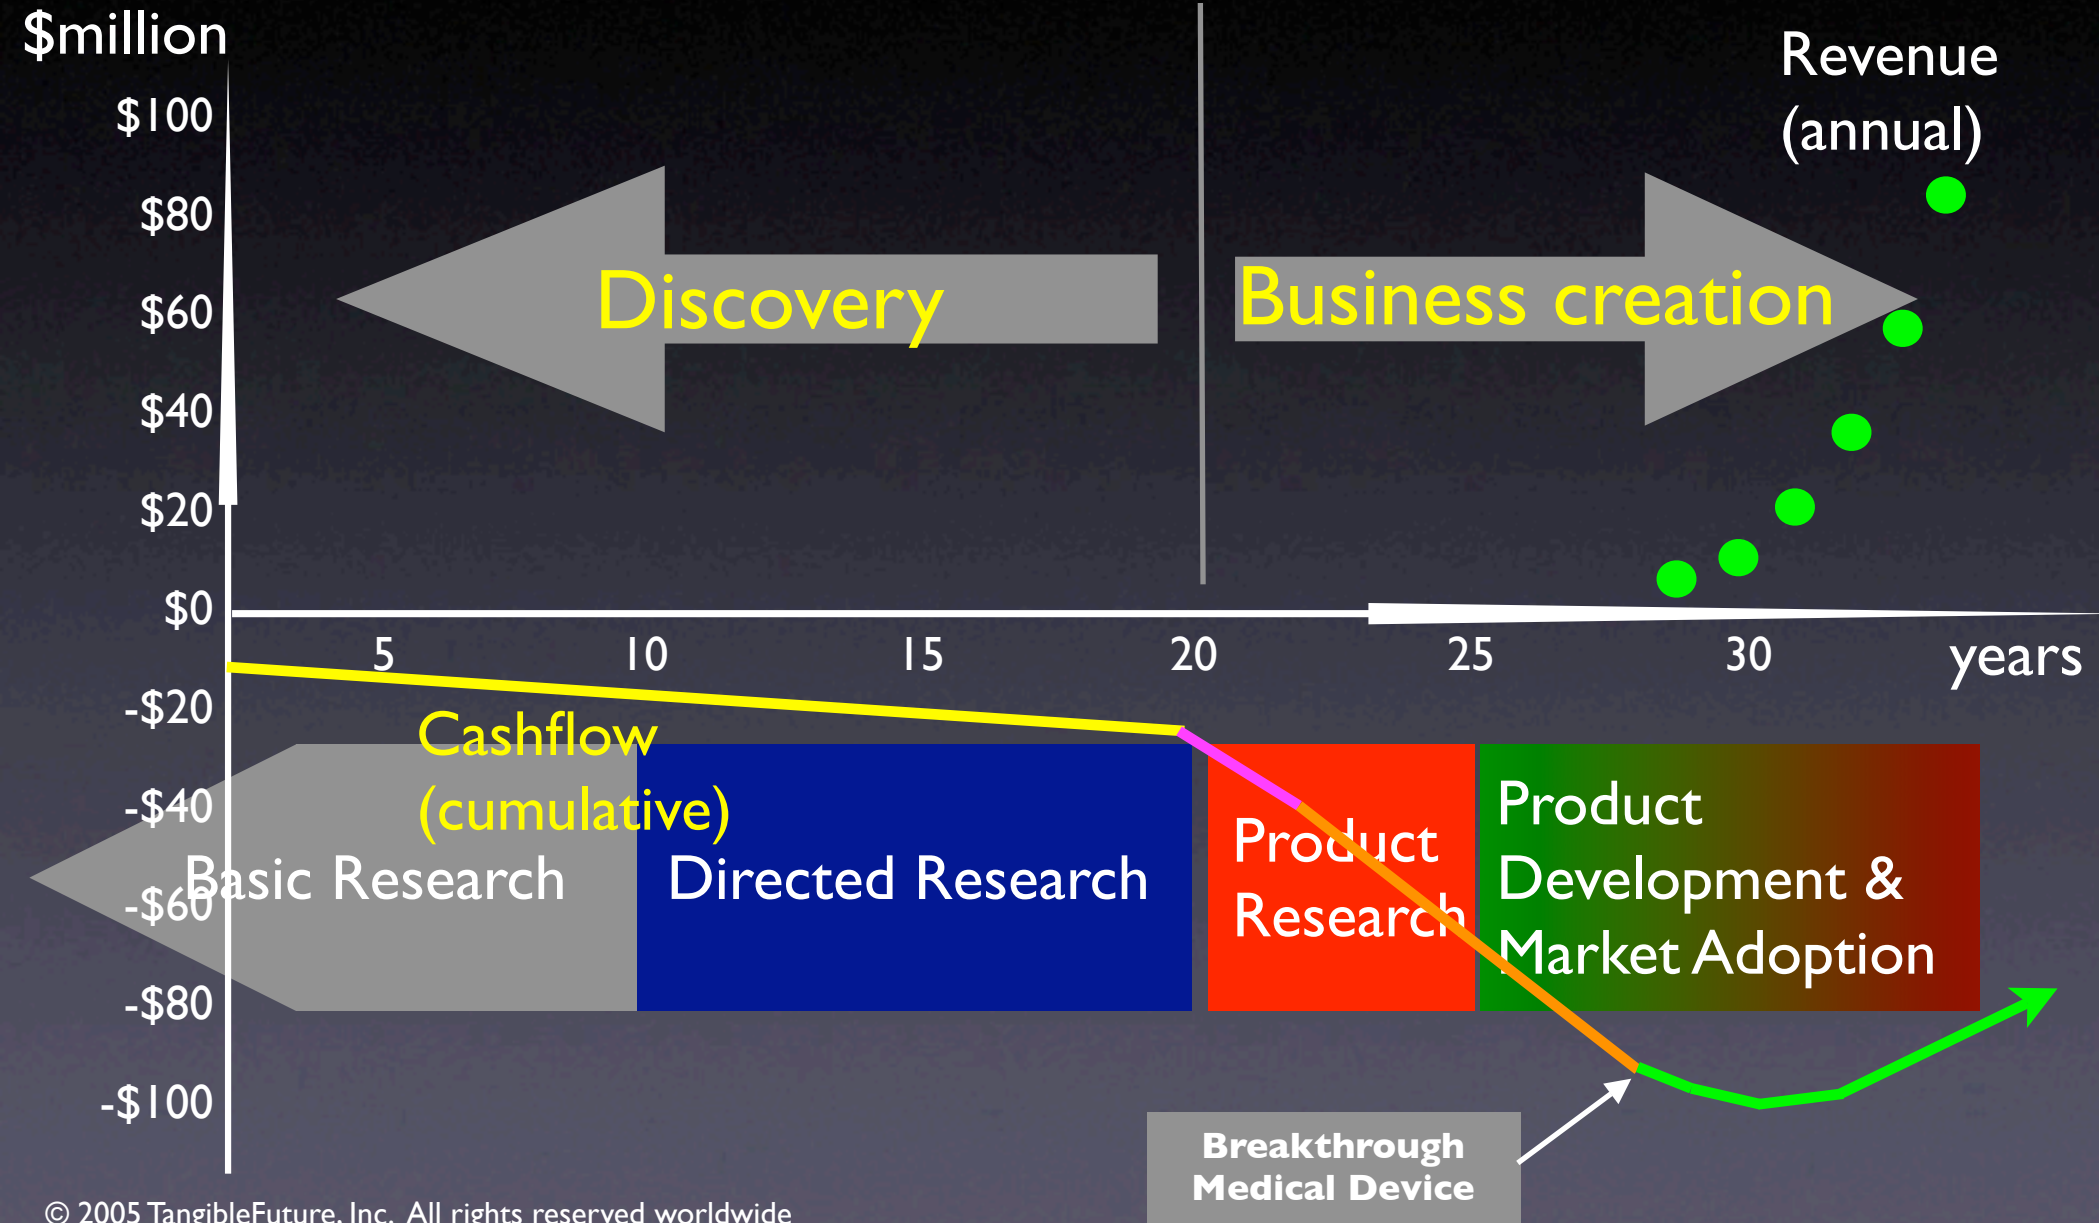 $million
Revenue
(annual)
$100
$80
$60
$40
$20
$0
Discovery
Business creation
5
10
15
20
25
30
years
-$20
-$40
-$60
-$80
-$100
Cashflow
(cumulative)
Basic Research
Directed Research
Product
Research
Product
Development &
Market Adoption
Breakthrough
Medical Device
© 2005 TangibleFuture, Inc. All rights reserved worldwide